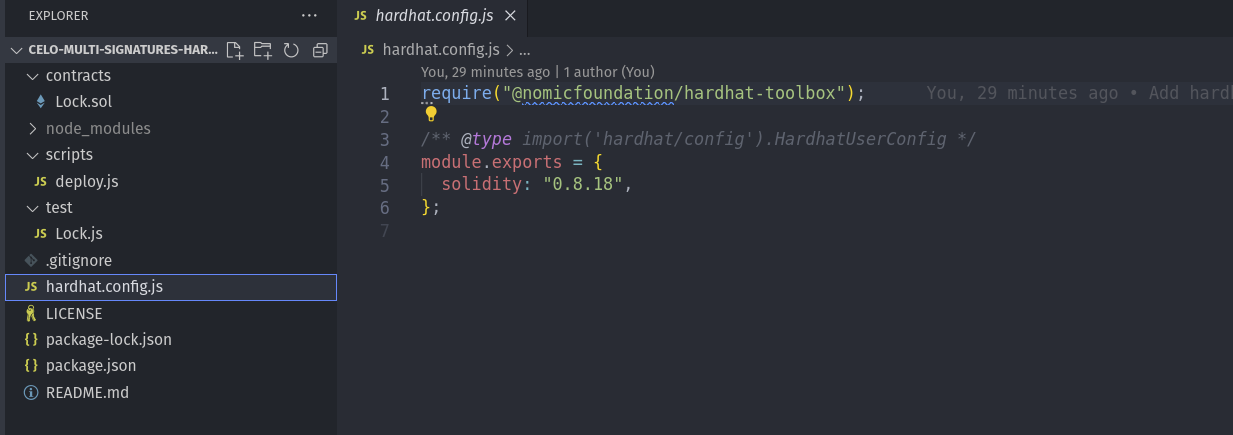 EXPLORER
CELO-MULTI-SIGNATURES-HAR...
contracts
Lock.sol
node_modules
scripts
JS deploy.js
test
JS Lock.js
.gitignore
JS hardhat.config.js
LICENSE
{} package-lock.json
{} package.json
README.md
JS hardhat.config.js
JS hardhat.config.js > ...
You, 29 minutes ago | 1 author (You)
1 require("@nomicfoundation/hardhat-toolbox"); You, 29 minutes ago • Add hard
2
3 /** @type import('hardhat/config').HardhatUserConfig */
4 module.exports = {
5 solidity: "0.8.18",
6 };
7